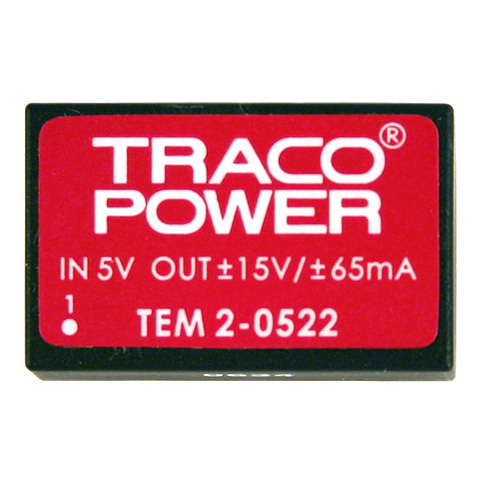 TRACO®
POWER
IN 5V OUT ±15V/±65mA
1
TEM 2-0522